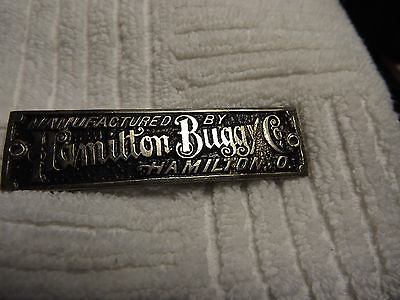 MANUFACTURED BY
Hamilton Buggy Co.
HAMILTON, O.